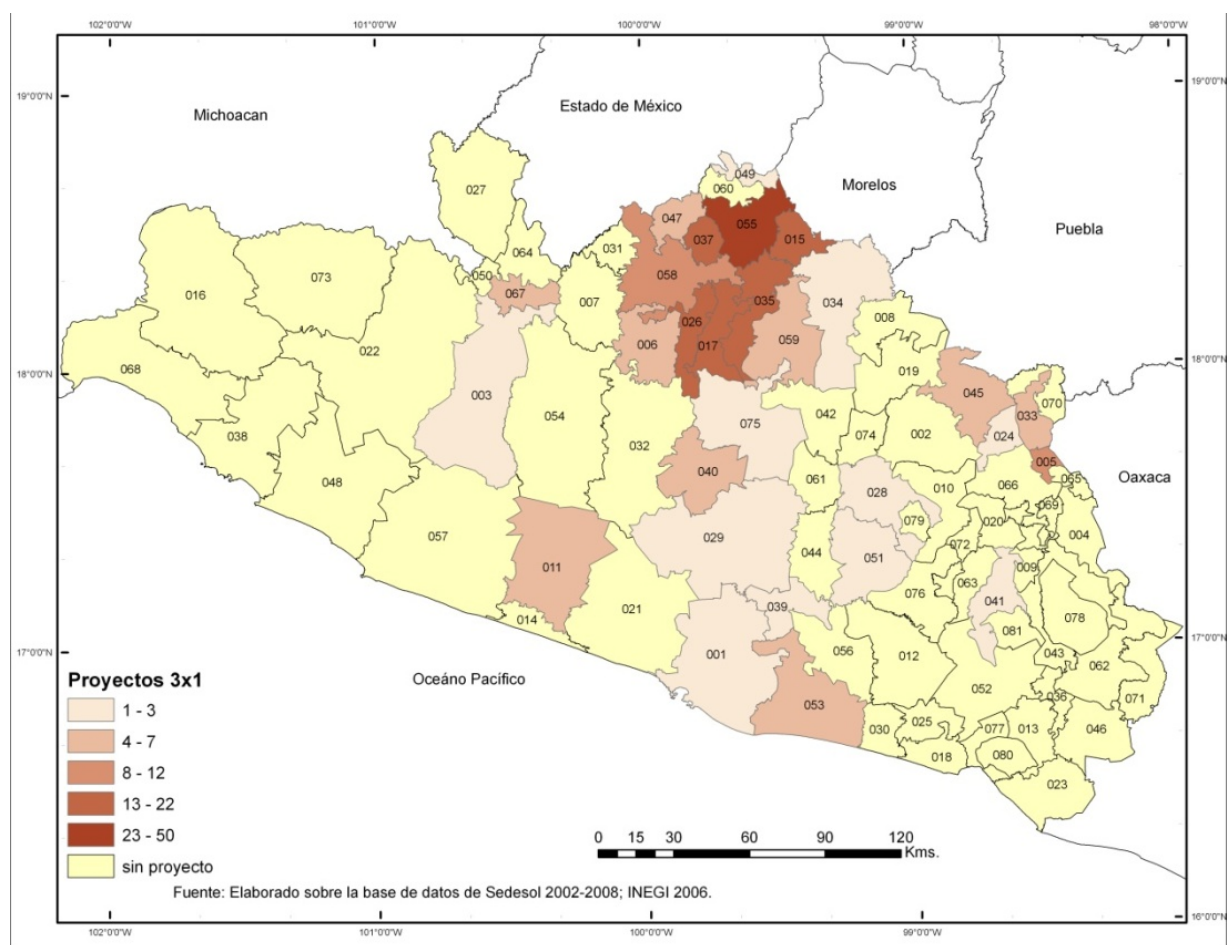 102°0'0"W 101°0'0"W 100°0'0"W 99°0'0"W 98°0'0"W
19°0'0"N 19°0'0"N
Estado de México
Michoacan
049
Morelos
027 060
047 055
037 015
Puebla
064 031
073 050 058
016 067 007 035 034
026 008
022 006 017 059
18°0'0"N 18°0'0"N
068 019
003 045 070
054 042 033
075 024
038 032 074 002
040 005
048 061 066 065 Oaxaca
028 010
079 069
057 029 020 004
044 051 072
011 009
063
076 041
021 039 078
014 081
17°0'0"N 17°0'0"N
001 056 012 043
Oceáno Pacífico 062
052
Proyectos 3x1
053 036 071
1 - 3
025
030 077 013 046
4 - 7
018 080
8 - 12
023
13 - 22
23 - 50
0 15 30 60 90 120
Kms.
sin proyecto
Fuente: Elaborado sobre la base de datos de Sedesol 2002-2008; INEGI 2006.
16°0'0"N 16°0'0"N
102°0'0"W 101°0'0"W 100°0'0"W 99°0'0"W